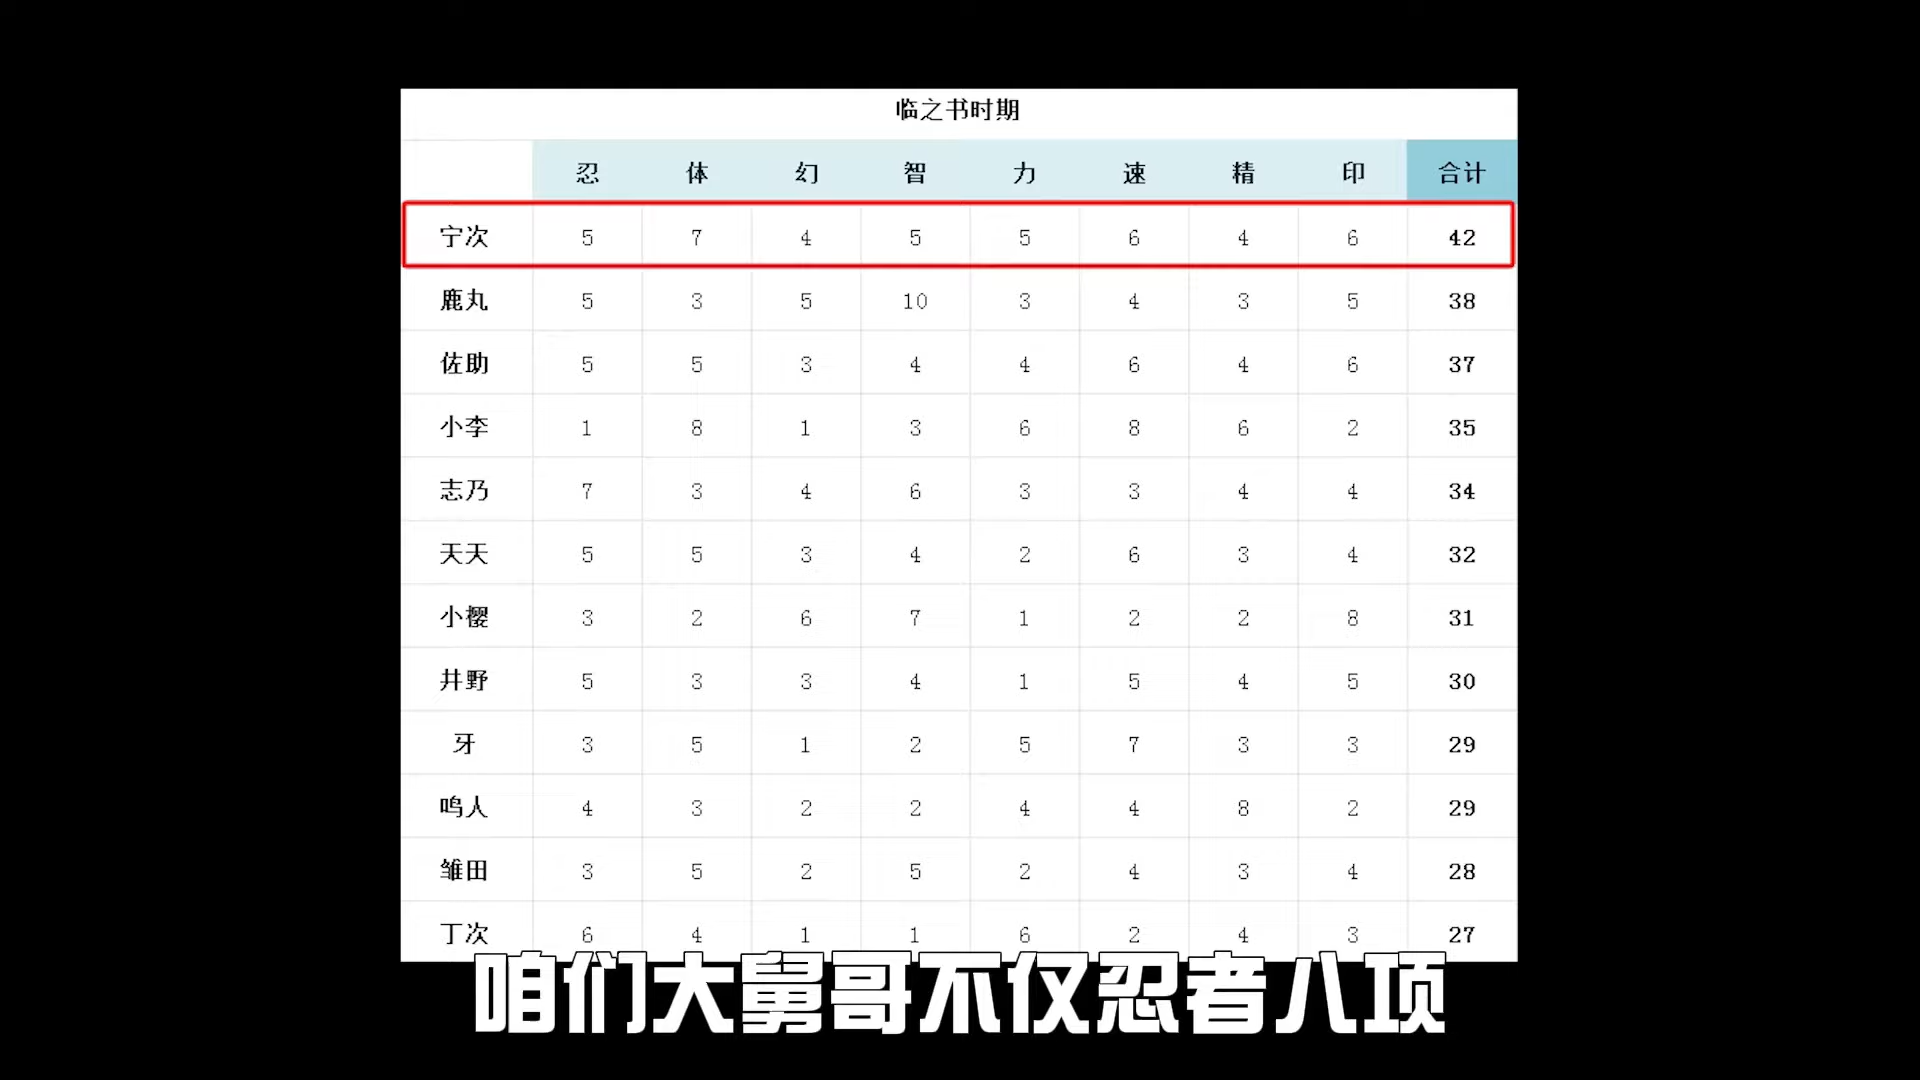 临之书时期
忍 体 幻 智 力 速 精 印 合计
宁次 5 7 4 5 5 6 4 6 42
鹿丸 5 3 5 10 3 4 3 5 38
佐助 5 5 3 4 4 6 4 6 37
小李 1 8 1 3 6 8 6 2 35
志乃 7 3 4 6 3 3 4 4 34
天天 5 5 3 4 2 6 3 4 32
小樱 3 2 6 7 1 2 2 8 31
井野 5 3 3 4 1 5 4 5 30
牙 3 5 1 2 5 7 3 3 29
鸣人 4 3 2 2 4 4 8 2 29
雏田 3 5 2 5 2 4 3 4 28
丁次 6 4 1 1 6 2 4 3 27
咱们大舅哥不仅忍者八项